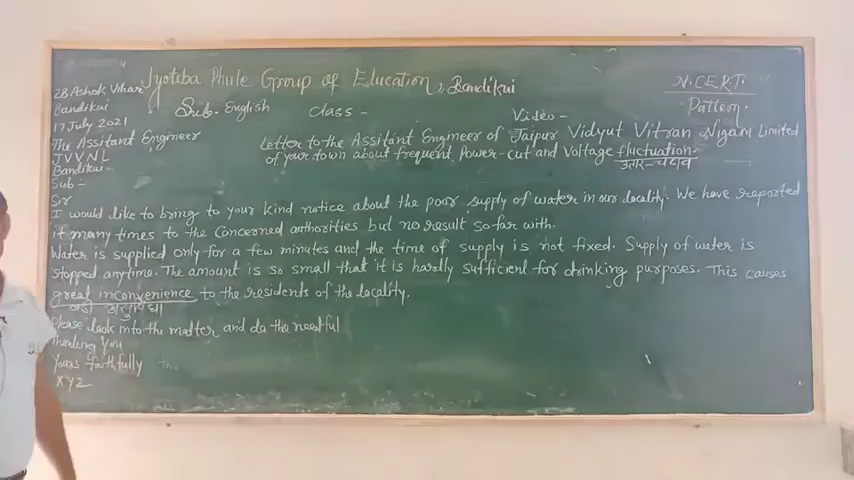 Jyotiba Phule Group of Education, Bandikui
N.CERT.
Pattern
Sub. English Class - Video -
28 Ashok Vihar
Bandikui
17 July 2021
The Assitant Engineer
JVVNL
Bandikui-
Sub-
Letter to the Assitant Engineer of Jaipur Vidyut Vitran Nigam Limited
of your town about frequent Power-cut and Voltage fluctuation.
उतार-चढाव
Sir
I would like to bring to your kind notice about the poor supply of water in our locality. We have reported
it many times to the Concerned authorities but no result so far with.
Water is supplied only for a few minutes and the time of supply is not fixed. Supply of water is
stopped anytime. The amount is so small that it is hardly sufficient for drinking purposes. This causes
great inconvenience to the residents of the locality.
बडी असुविधा
Please look into the matter and do the needful
Thanking You
Yours faithfully
XYZ